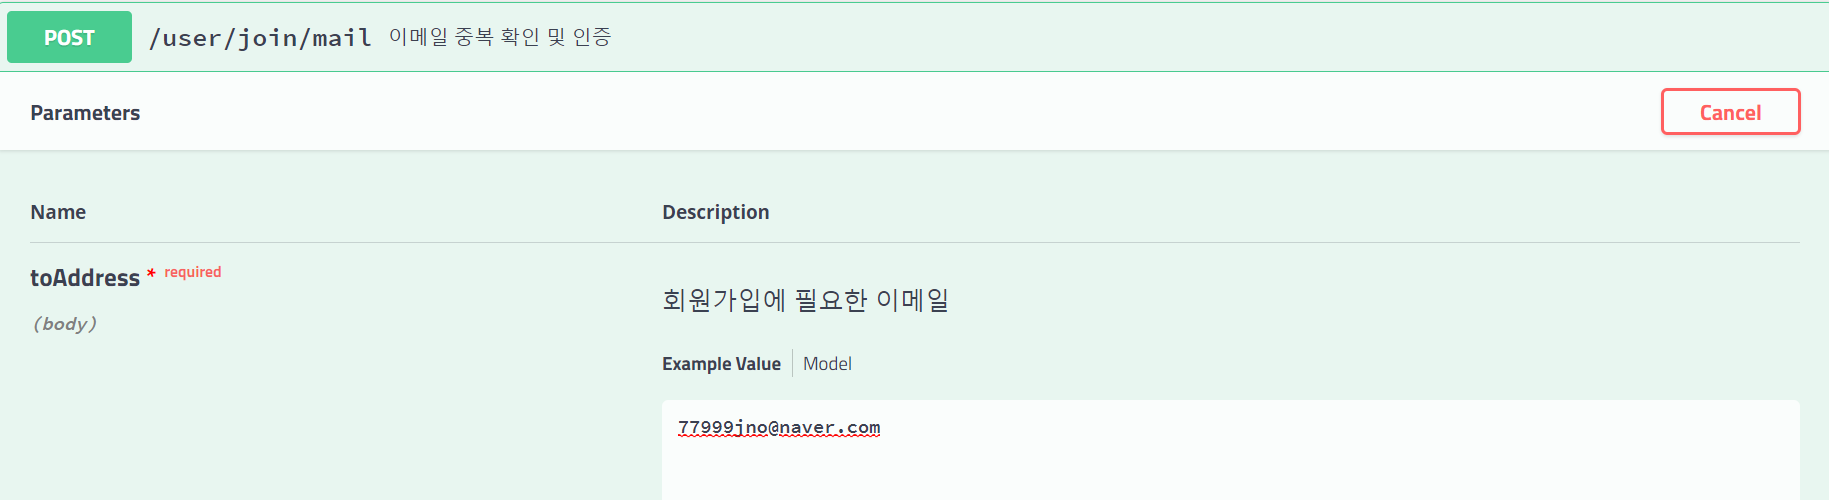 POST /user/join/mail 이메일 중복 확인 및 인증
Parameters
Cancel
Name
Description
toAddress * required
(body)
회원가입에 필요한 이메일
Example Value
Model
77999jno@naver.com